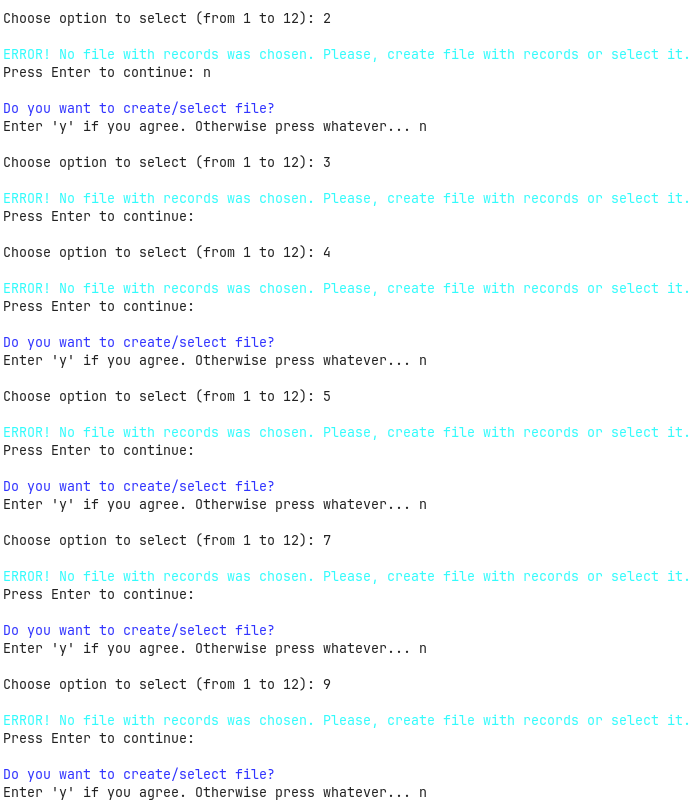 Choose option to select (from 1 to 12): 2
ERROR! No file with records was chosen. Please, create file with records or select it.
Press Enter to continue: n
Do you want to create/select file?
Enter 'y' if you agree. Otherwise press whatever... n
Choose option to select (from 1 to 12): 3
ERROR! No file with records was chosen. Please, create file with records or select it.
Press Enter to continue:
Choose option to select (from 1 to 12): 4
ERROR! No file with records was chosen. Please, create file with records or select it.
Press Enter to continue:
Do you want to create/select file?
Enter 'y' if you agree. Otherwise press whatever... n
Choose option to select (from 1 to 12): 5
ERROR! No file with records was chosen. Please, create file with records or select it.
Press Enter to continue:
Do you want to create/select file?
Enter 'y' if you agree. Otherwise press whatever... n
Choose option to select (from 1 to 12): 7
ERROR! No file with records was chosen. Please, create file with records or select it.
Press Enter to continue:
Do you want to create/select file?
Enter 'y' if you agree. Otherwise press whatever... n
Choose option to select (from 1 to 12): 9
ERROR! No file with records was chosen. Please, create file with records or select it.
Press Enter to continue:
Do you want to create/select file?
Enter 'y' if you agree. Otherwise press whatever... n